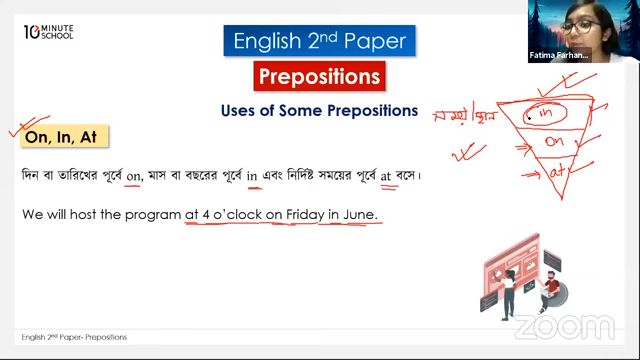 10 MINUTE SCHOOL
English 2nd Paper
Prepositions
Uses of Some Prepositions
On, In, At
দিন বা তারিখের পূর্বে on, মাস বা বছরের পূর্বে in এবং নির্দিষ্ট সময়ের পূর্বে at বসে।
We will host the program at 4 o'clock on Friday in June.
Fatima Farhan...
সময়/স্থান
in
on
at
English 2nd Paper- Prepositions
zoom